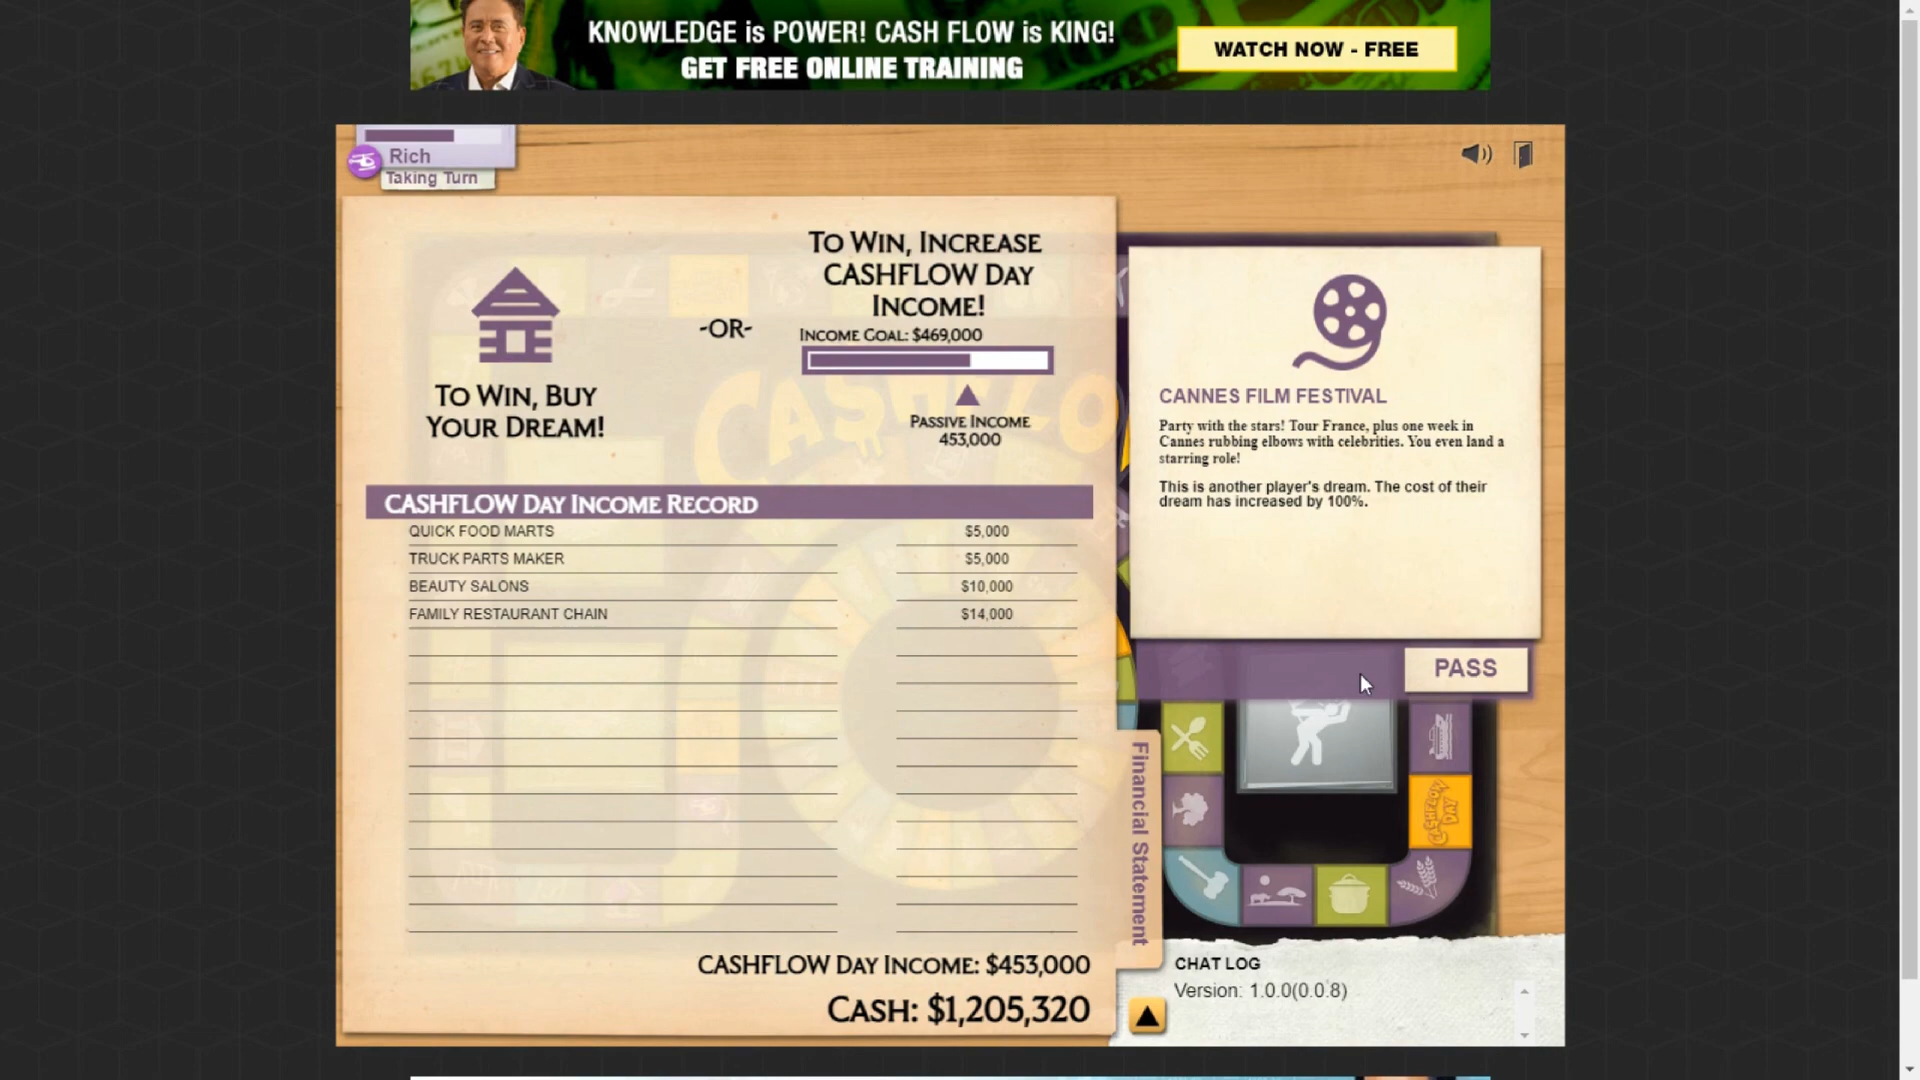 KNOWLEDGE is POWER! CASH FLOW is KING!
GET FREE ONLINE TRAINING
WATCH NOW - FREE
Rich
Taking Turn
TO WIN, BUY
YOUR DREAM!
-OR-
TO WIN, INCREASE
CASHFLOW DAY
INCOME!
INCOME GOAL: $469,000
PASSIVE INCOME
453,000
CASHFLOW DAY INCOME RECORD
QUICK FOOD MARTS $5,000
TRUCK PARTS MAKER $5,000
BEAUTY SALONS $10,000
FAMILY RESTAURANT CHAIN $14,000
CASHFLOW DAY INCOME: $453,000
CASH: $1,205,320
Financial Statement
CANNES FILM FESTIVAL
Party with the stars! Tour France, plus one week in
Cannes rubbing elbows with celebrities. You even land a
starring role!
This is another player's dream. The cost of their
dream has increased by 100%.
PASS
CASHFLOW
DAY
CHAT LOG
Version: 1.0.0(0.0.8)